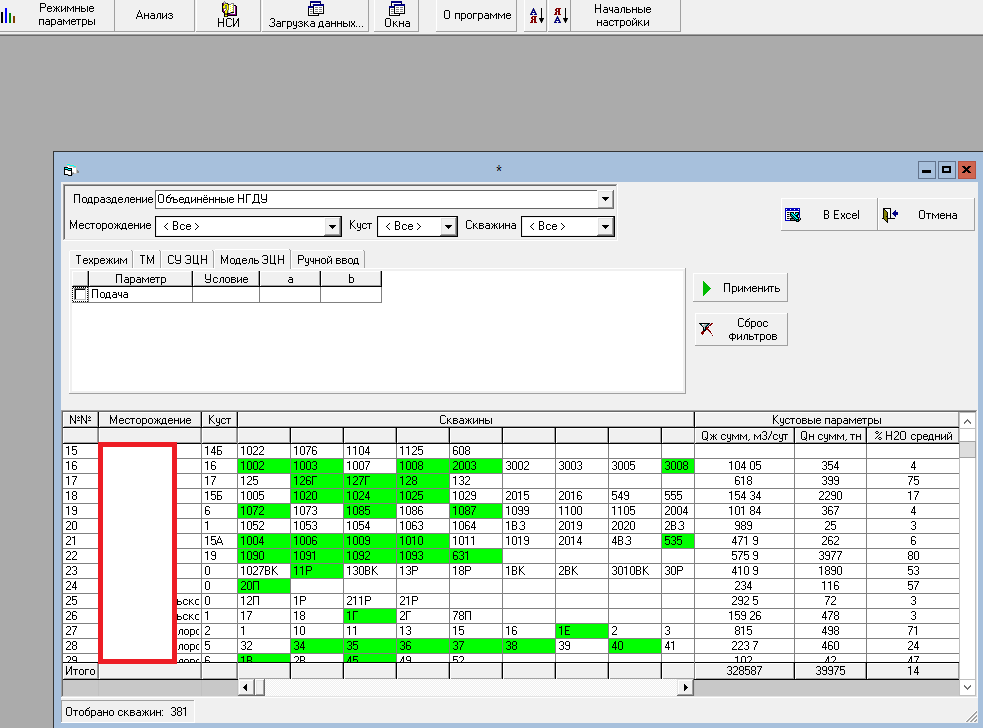 Режимные параметры Анализ НСИ Загрузка данных... Окна О программе Начальные настройки
*
Подразделение Объединённые НГДУ
Месторождение < Все > Куст < Все > Скважина < Все >
В Excel Отмена
Техрежим ТМ СУ ЭЦН Модель ЭЦН Ручной ввод
Параметр Условие a b
Подача
Применить
Сброс фильтров
№№ Месторождение Куст Скважины Кустовые параметры
Qж сумм, м3/сут Qн сумм, тн % H2O средний
15 14Б 1022 1076 1104 1125 608
16 16 1002 1003 1007 1008 2003 3002 3003 3005 3008 104 05 354 4
17 17 125 126Г 127Г 128 132 618 399 75
18 15Б 1005 1020 1024 1025 1029 2015 2016 549 555 154 34 2290 17
19 6 1072 1073 1085 1086 1087 1099 1100 1105 2004 101 84 367 4
20 1 1052 1053 1054 1063 1064 1ВЗ 2019 2020 2ВЗ 989 25 3
21 15А 1004 1006 1009 1010 1011 1019 2014 4ВЗ 535 471 9 262 6
22 19 1090 1091 1092 1093 631 575 9 3977 80
23 0 1027ВК 11Р 130ВК 13Р 18Р 1ВК 2ВК 3010ВК 30Р 410 9 1890 53
24 0 20П 234 116 57
25 ьско 0 12П 1Р 211Р 21Р 292 5 72 3
26 ьско 1 17 18 1Г 2Г 78П 159 26 478 3
27 лоро 2 1 10 11 13 15 16 1Е 2 3 815 498 71
28 лоро 5 32 34 35 36 37 38 39 40 41 223 7 460 24
29 лоро 6 1В 2В 45 49 52 102 42 47
Итого 328587 39975 14
Отобрано скважин: 381